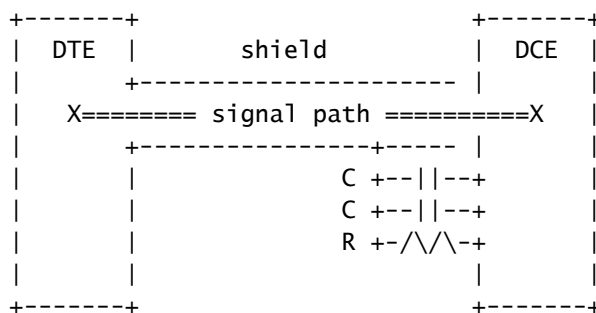 +-------+                    +-------+
|  DTE  |       shield       |  DCE  |
|       +--------------------- |       |
|   X======== signal path ==========X   |
+----------------+----- |       |
|       |             C +--||--+       |
|       |             C +--||--+       |
|       |             R +-/\/\-+       |
|       |                    |       |
+-------+                    +-------+